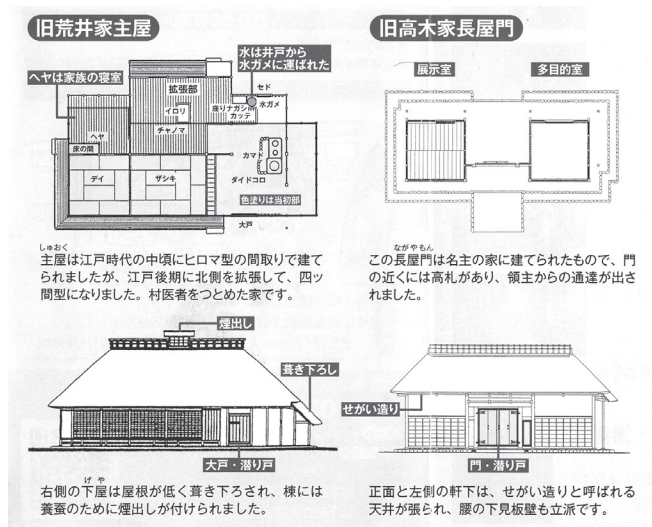 旧荒井家主屋
水は井戸から
水ガメに運ばれた
ヘヤは家族の寝室
拡張部
セド
イロリ
座りナガシ
カッテ
水ガメ
ヘヤ
チャノマ
床の間
カマド
デイ
ザシキ
ダイドコロ
色塗りは当初部
大戸
しゅおく
主屋は江戸時代の中頃にヒロマ型の間取りで建て
られましたが、江戸後期に北側を拡張して、四ッ
間型になりました。村医者をつとめた家です。
煙出し
葺き下ろし
大戸・潜り戸
げや
右側の下屋は屋根が低く葺き下ろされ、棟には
養蚕のために煙出しが付けられました。
旧高木家長屋門
展示室
多目的室
ながやもん
この長屋門は名主の家に建てられたもので、門
の近くには高札があり、領主からの通達が出さ
れました。
せがい造り
門・潜り戸
正面と左側の軒下は、せがい造りと呼ばれる
天井が張られ、腰の下見板壁も立派です。